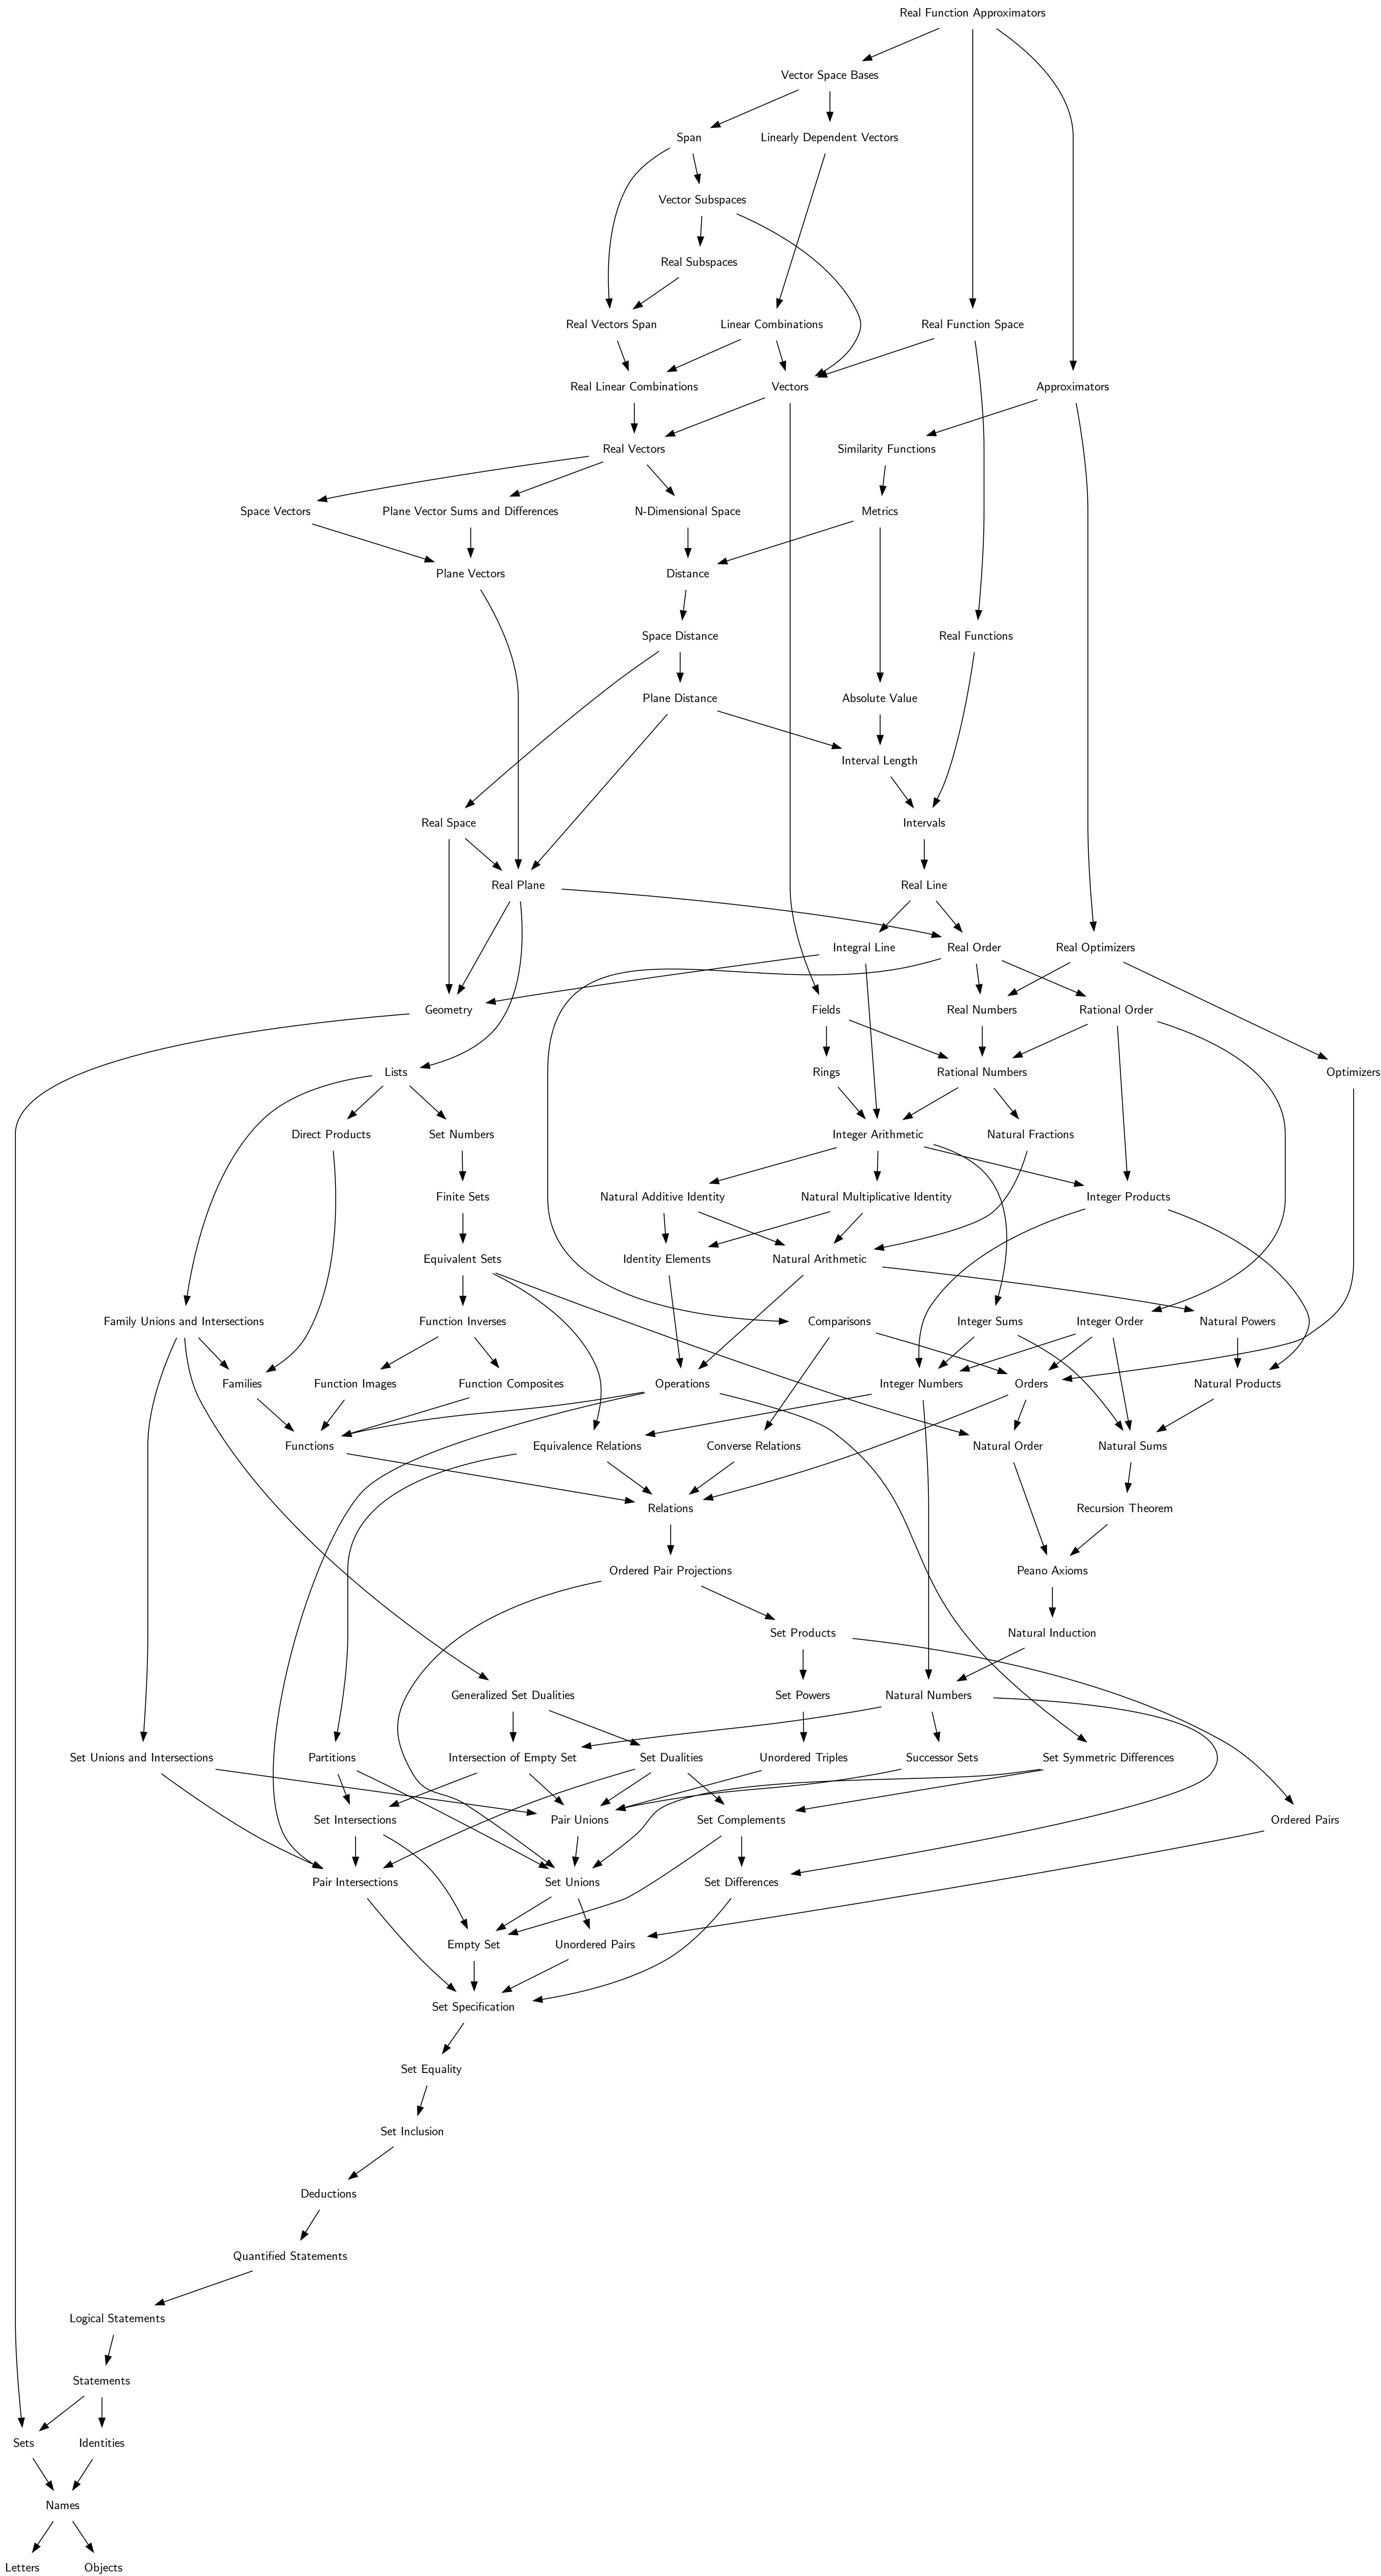 Real Function Approximators
Vector Space Bases
Span
Linearly Dependent Vectors
Vector Subspaces
Real Subspaces
Real Vectors Span
Linear Combinations
Real Function Space
Real Linear Combinations
Vectors
Approximators
Real Vectors
Similarity Functions
Space Vectors
Plane Vector Sums and Differences
N-Dimensional Space
Metrics
Plane Vectors
Distance
Space Distance
Real Functions
Plane Distance
Absolute Value
Interval Length
Real Space
Intervals
Real Plane
Real Line
Integral Line
Real Order
Real Optimizers
Geometry
Fields
Real Numbers
Rational Order
Lists
Rings
Rational Numbers
Optimizers
Direct Products
Set Numbers
Integer Arithmetic
Natural Fractions
Finite Sets
Natural Additive Identity
Natural Multiplicative Identity
Integer Products
Equivalent Sets
Identity Elements
Natural Arithmetic
Family Unions and Intersections
Function Inverses
Comparisons
Integer Sums
Integer Order
Natural Powers
Families
Function Images
Function Composites
Operations
Integer Numbers
Orders
Natural Products
Functions
Equivalence Relations
Converse Relations
Natural Order
Natural Sums
Relations
Recursion Theorem
Ordered Pair Projections
Peano Axioms
Set Products
Natural Induction
Generalized Set Dualities
Set Powers
Natural Numbers
Set Unions and Intersections
Partitions
Intersection of Empty Set
Set Dualities
Unordered Triples
Successor Sets
Set Symmetric Differences
Set Intersections
Pair Unions
Set Complements
Ordered Pairs
Pair Intersections
Set Unions
Set Differences
Empty Set
Unordered Pairs
Set Specification
Set Equality
Set Inclusion
Deductions
Quantified Statements
Logical Statements
Statements
Sets
Identities
Names
Letters
Objects